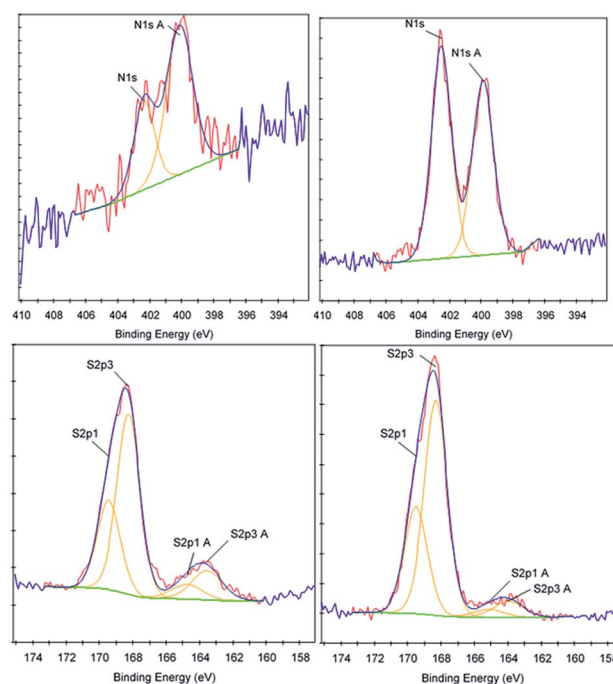 N1s A
N1s
410 408 406 404 402 400 398 396 394
Binding Energy (eV)
N1s
N1s A
410 408 406 404 402 400 398 396 394
Binding Energy (eV)
S2p3
S2p1
S2p1 A
S2p3 A
174 172 170 168 166 164 162 160 158
Binding Energy (eV)
S2p3
S2p1
S2p1 A
S2p3 A
174 172 170 168 166 164 162 160 158
Binding Energy (eV)